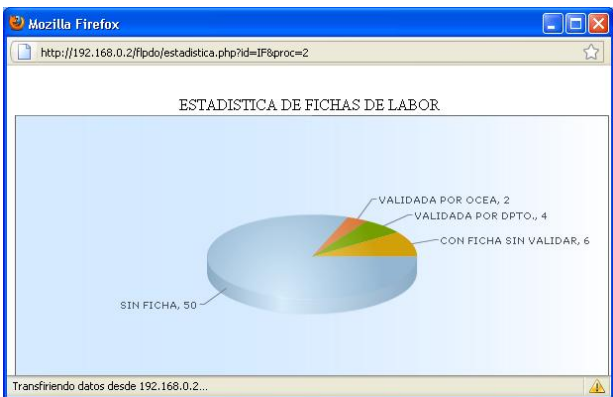 Mozilla Firefox
http://192.168.0.2/flpdo/estadistica.php?id=IF&proc=2
ESTADISTICA DE FICHAS DE LABOR
VALIDADA POR OCEA, 2
VALIDADA POR DPTO., 4
CON FICHA SIN VALIDAR, 6
SIN FICHA, 50
Transfiriendo datos desde 192.168.0.2...